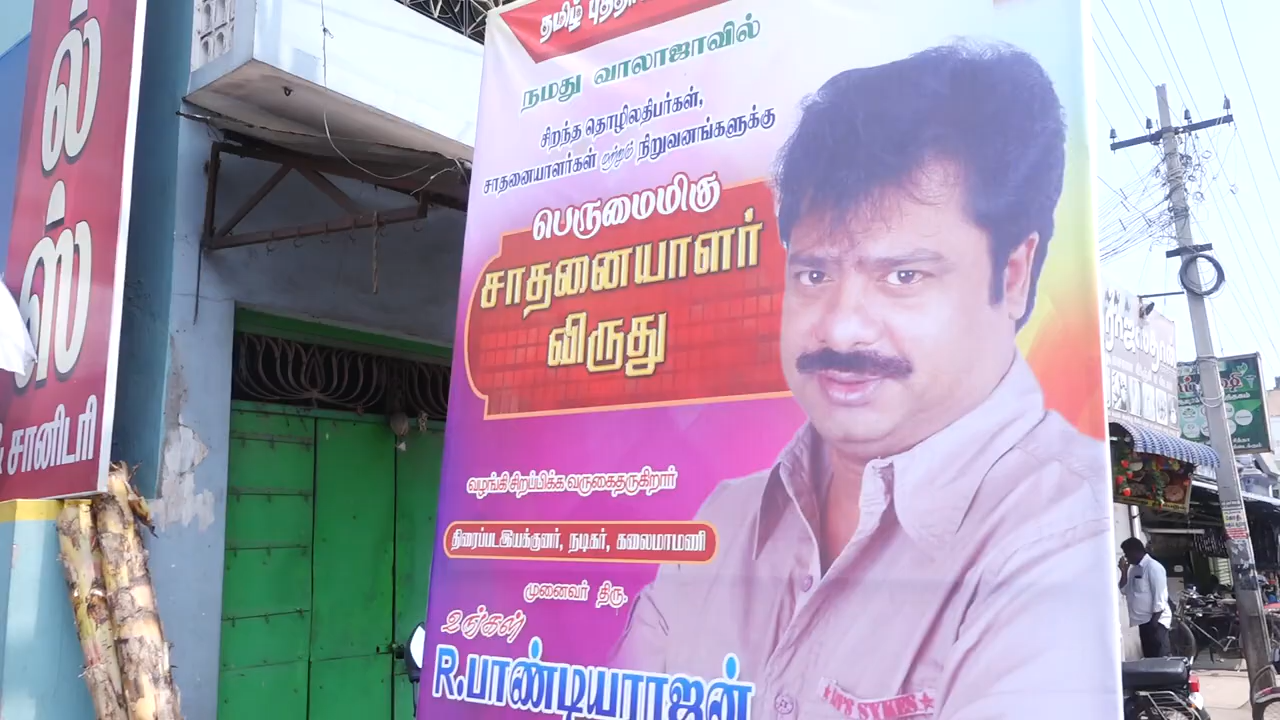 ல்
ஸ்
& சானிடரி
தமிழ் புத்தா
நமது வாலாஜாவில்
சிறந்த தொழிலதிபர்கள்,
சாதனையாளர்கள் மற்றும் நிறுவனங்களுக்கு
பெருமைமிகு
சாதனையாளர்
விருது
வழங்கி சிறப்பிக்க வருகைதருகிறார்
திரைப்படஇயக்குனர், நடிகர், கலைமாமணி
முனைவர் திரு.
உங்கள்
R.பாண்டியராஜன்